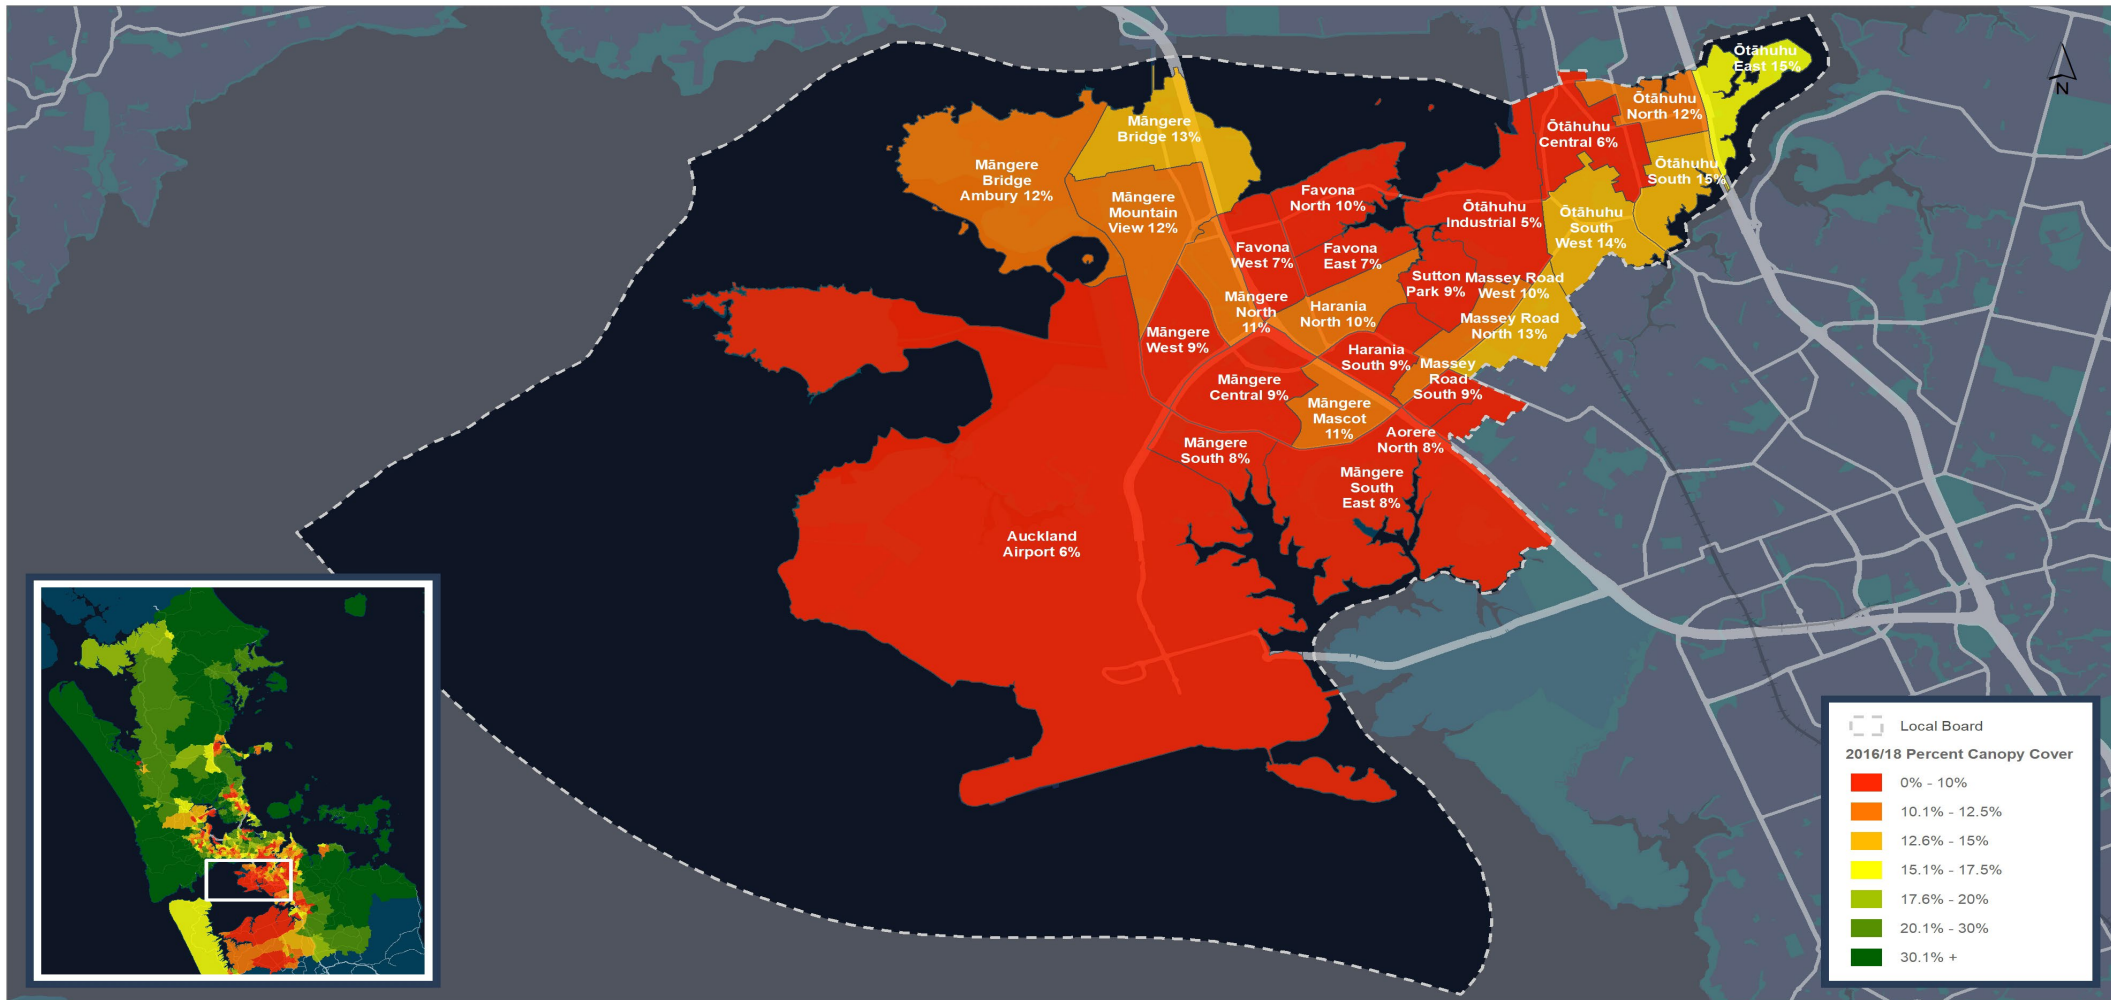 Ōtāhuhu
East 15%
N
Ōtāhuhu
North 12%
Māngere
Bridge 13%
Ōtāhuhu
Central 6%
Ōtāhuhu
South 15%
Māngere
Bridge
Ambury 12%
Māngere
Mountain
View 12%
Favona
North 10%
Ōtāhuhu
Industrial 5%
Ōtāhuhu
South
West 14%
Favona
West 7%
Favona
East 7%
Sutton
Park 9%
Massey Road
West 10%
Māngere
North
11%
Harania
North 10%
Massey Road
North 13%
Māngere
West 9%
Harania
South 9%
Massey
Road
South 9%
Māngere
Central 9%
Māngere
Mascot
11%
Aorere
North 8%
Māngere
South 8%
Māngere
South
East 8%
Auckland
Airport 6%
Local Board
2016/18 Percent Canopy Cover
0% - 10%
10.1% - 12.5%
12.6% - 15%
15.1% - 17.5%
17.6% - 20%
20.1% - 30%
30.1% +